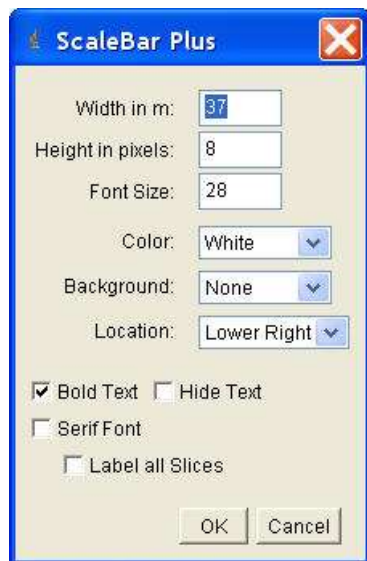 ScaleBar Plus
Width in m: 37
Height in pixels: 8
Font Size: 28
Color: White
Background: None
Location: Lower Right
Bold Text Hide Text
Serif Font
Label all Slices
OK Cancel